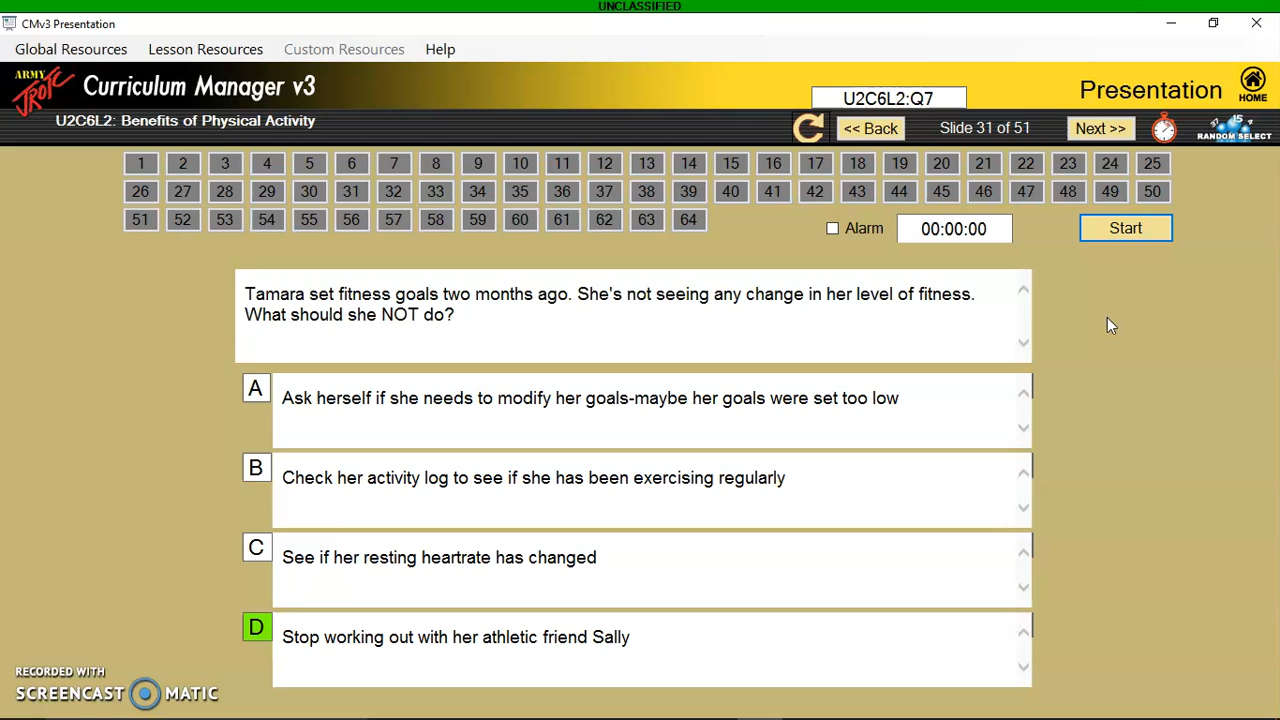 UNCLASSIFIED
CMv3 Presentation
Global Resources Lesson Resources Custom Resources Help
ARMY JROTC Curriculum Manager v3 Presentation HOME
U2C6L2:Q7
U2C6L2: Benefits of Physical Activity << Back Slide 31 of 51 Next >> 37 15 4 RANDOM SELECT
1 2 3 4 5 6 7 8 9 10 11 12 13 14 15 16 17 18 19 20 21 22 23 24 25
26 27 28 29 30 31 32 33 34 35 36 37 38 39 40 41 42 43 44 45 46 47 48 49 50
51 52 53 54 55 56 57 58 59 60 61 62 63 64
Alarm 00:00:00 Start
Tamara set fitness goals two months ago. She's not seeing any change in her level of fitness.
What should she NOT do?
A Ask herself if she needs to modify her goals-maybe her goals were set too low
B Check her activity log to see if she has been exercising regularly
C See if her resting heartrate has changed
D Stop working out with her athletic friend Sally
RECORDED WITH
SCREENCAST MATIC